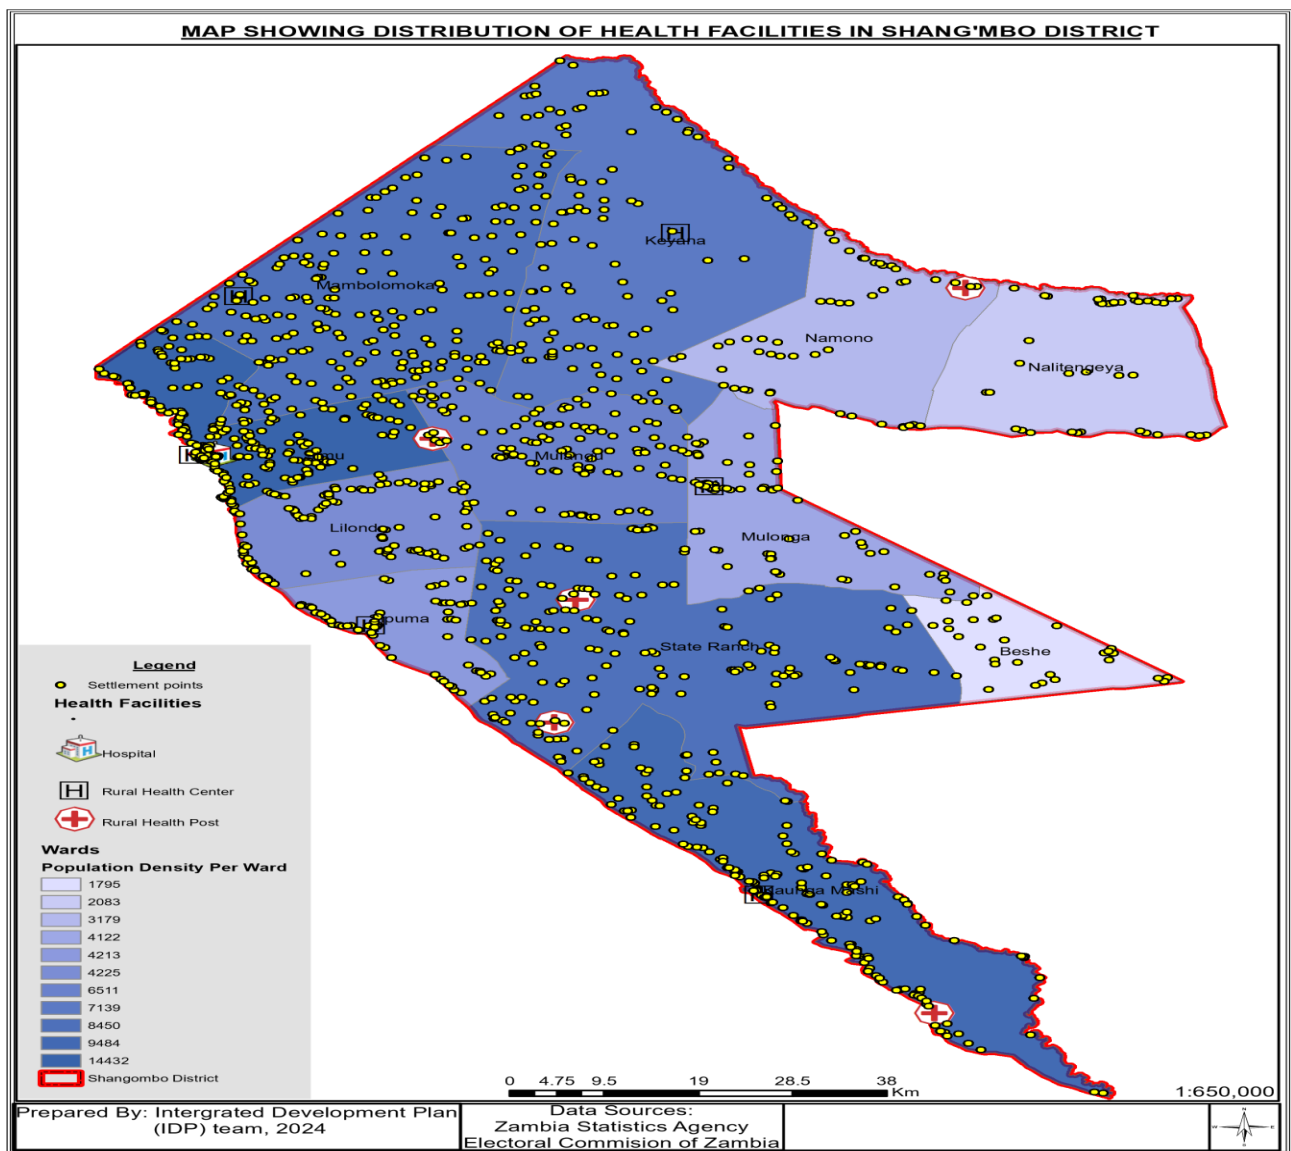 MAP SHOWING DISTRIBUTION OF HEALTH FACILITIES IN SHANG'MBO DISTRICT
Keyana
Mambolomoka
Namono
Nalitengeya
Mulonga
Lilondo
State Ranch
Beshe
Legend
Settlement points
Health Facilities
Hospital
H Rural Health Center
Rural Health Post
Wards
Population Density Per Ward
1795
2083
3179
4122
4213
4225
6511
7139
8450
9484
14432
Shangombo District
0 4.75 9.5 19 28.5 38
Km
1:650,000
Prepared By: Intergrated Development Plan
(IDP) team, 2024
Data Sources:
Zambia Statistics Agency
Electoral Commision of Zambia